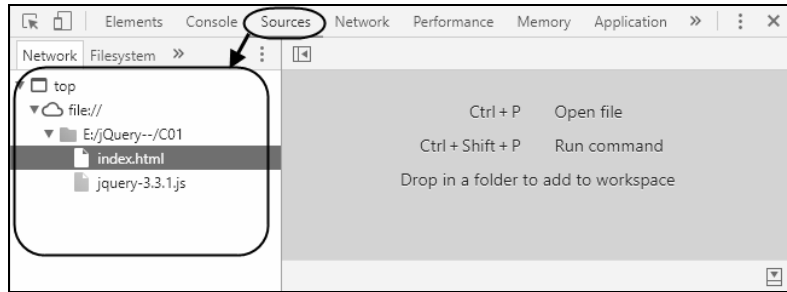 Elements Console Sources Network Performance Memory Application »
Network Filesystem »
top
file://
E:/jQuery--/C01
index.html
jquery-3.3.1.js
Ctrl + P Open file
Ctrl + Shift + P Run command
Drop in a folder to add to workspace